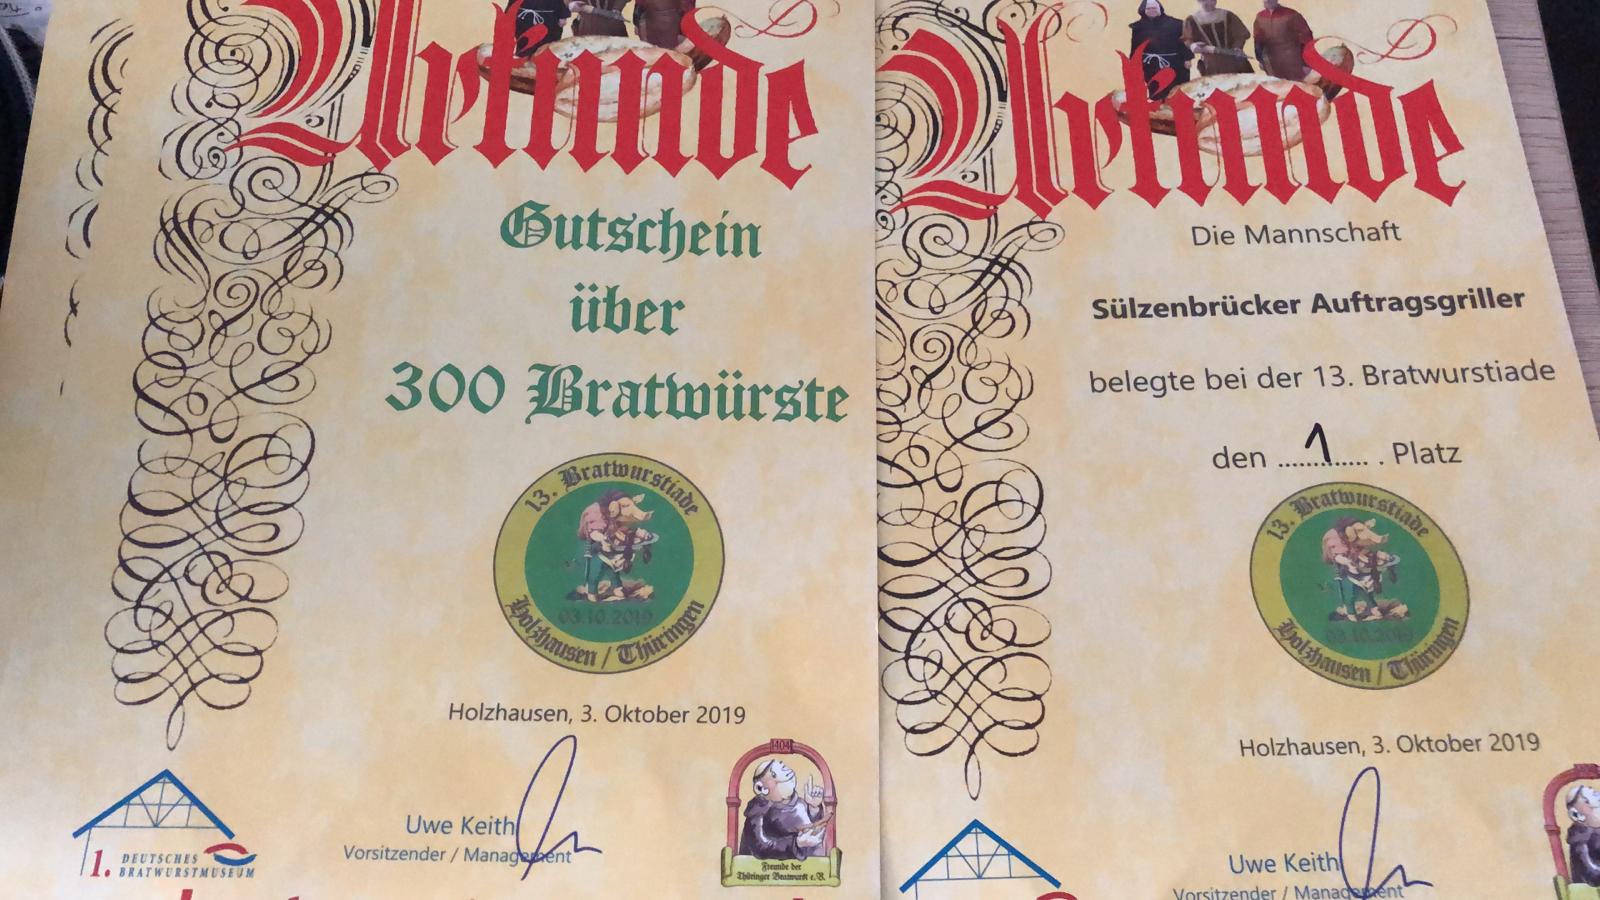 Urkunde
Gutschein
über
300 Bratwürste
13. Bratwurstiade
03.10.2019
Holzhausen / Thüringen
Holzhausen, 3. Oktober 2019
Uwe Keith
Vorsitzender / Management
1. DEUTSCHES
BRATWURSTMUSEUM
1404
Freunde der
Thüringer Bratwurst e.V.
Urkunde
Die Mannschaft
Sülzenbrücker Auftragsgriller
belegte bei der 13. Bratwurstiade
den ....1.... . Platz
13. Bratwurstiade
03.10.2019
Holzhausen / Thüringen
Holzhausen, 3. Oktober 2019
Uwe Keith
Vorsitzender / Management